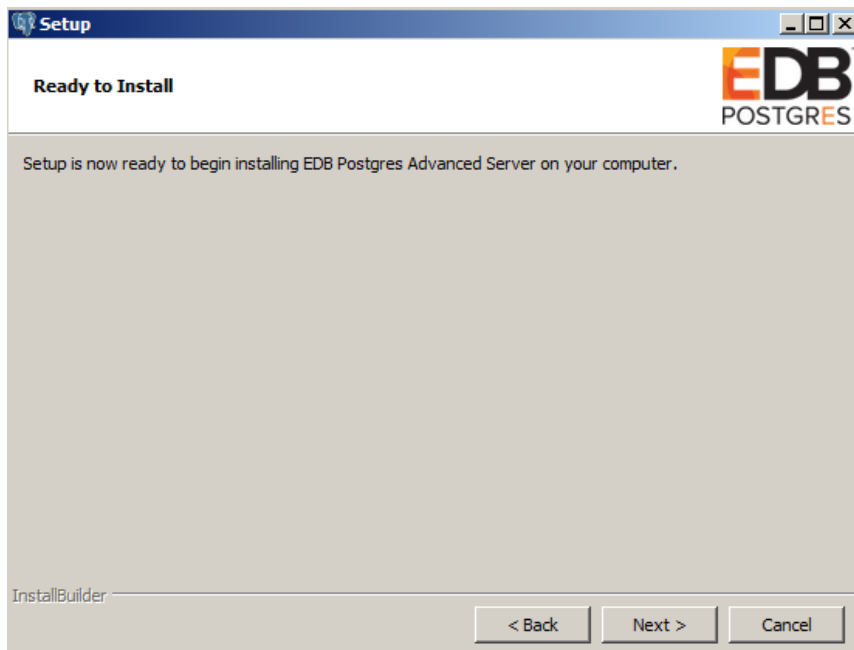 Setup
Ready to Install
EDB
POSTGRES
Setup is now ready to begin installing EDB Postgres Advanced Server on your computer.
InstallBuilder
< Back Next > Cancel